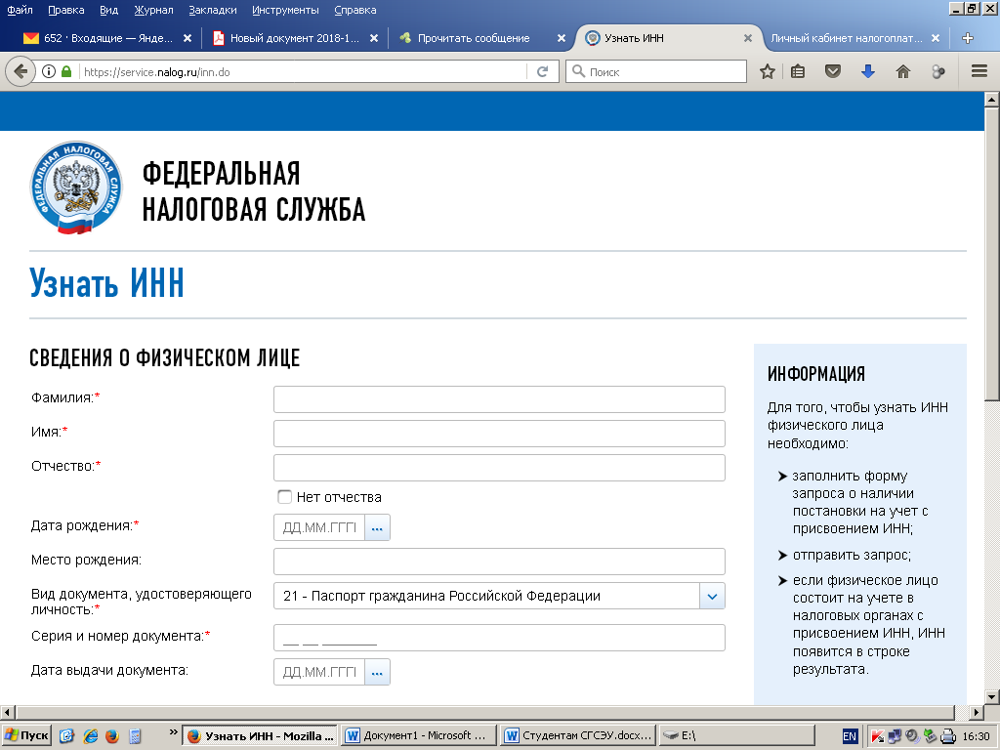 Файл Правка Вид Журнал Закладки Инструменты Справка
652 · Входящие — Янде...
Новый документ 2018-1...
Прочитать сообщение
Узнать ИНН
Личный кабинет налогоплат...
https://service.nalog.ru/inn.do
Поиск
ФЕДЕРАЛЬНАЯ НАЛОГОВАЯ СЛУЖБА
ФЕДЕРАЛЬНАЯ
НАЛОГОВАЯ СЛУЖБА
Узнать ИНН
СВЕДЕНИЯ О ФИЗИЧЕСКОМ ЛИЦЕ
Фамилия:*
Имя:*
Отчество:*
Нет отчества
Дата рождения:*
ДД.ММ.ГГГГ ...
Место рождения:
Вид документа, удостоверяющего
личность:*
21 - Паспорт гражданина Российской Федерации
Серия и номер документа:*
__ __ ______
Дата выдачи документа:
ДД.ММ.ГГГГ ...
ИНФОРМАЦИЯ
Для того, чтобы узнать ИНН
физического лица
необходимо:
заполнить форму
запроса о наличии
постановки на учет с
присвоением ИНН;
отправить запрос;
если физическое лицо
состоит на учете в
налоговых органах с
присвоением ИНН, ИНН
появится в строке
результата.
Пуск
»
Узнать ИНН - Mozilla ...
Документ1 - Microsoft ...
Студентам СГСЭУ.docx...
E:\
EN
16:30